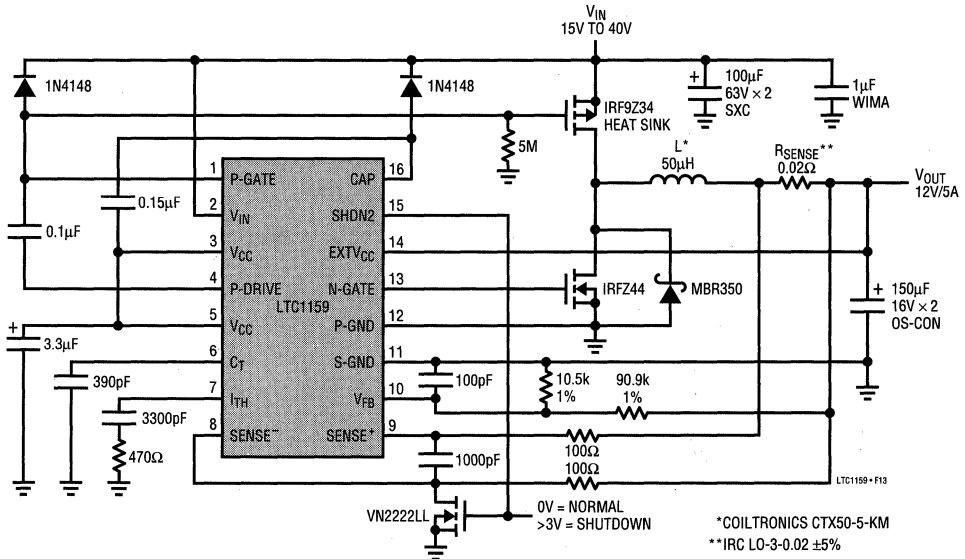 V_IN
15V TO 40V
1N4148
1N4148
IRF9Z34
HEAT SINK
+
100µF
63V × 2
SXC
1µF
WIMA
5M
L*
50µH
R_SENSE**
0.02Ω
V_OUT
12V/5A
0.15µF
0.1µF
1
P-GATE
CAP
16
2
V_IN
SHDN2
15
3
V_CC
EXTV_CC
14
4
P-DRIVE
N-GATE
13
LTC1159
5
V_CC
P-GND
12
6
C_T
S-GND
11
7
I_TH
V_FB
10
8
SENSE⁻
SENSE⁺
9
IRFZ44
MBR350
+
150µF
16V × 2
OS-CON
+
3.3µF
390pF
3300pF
470Ω
100pF
10.5k
1%
90.9k
1%
1000pF
100Ω
100Ω
LTC1159 • F13
VN2222LL
0V = NORMAL
>3V = SHUTDOWN
*COILTRONICS CTX50-5-KM
**IRC LO-3-0.02 ±5%